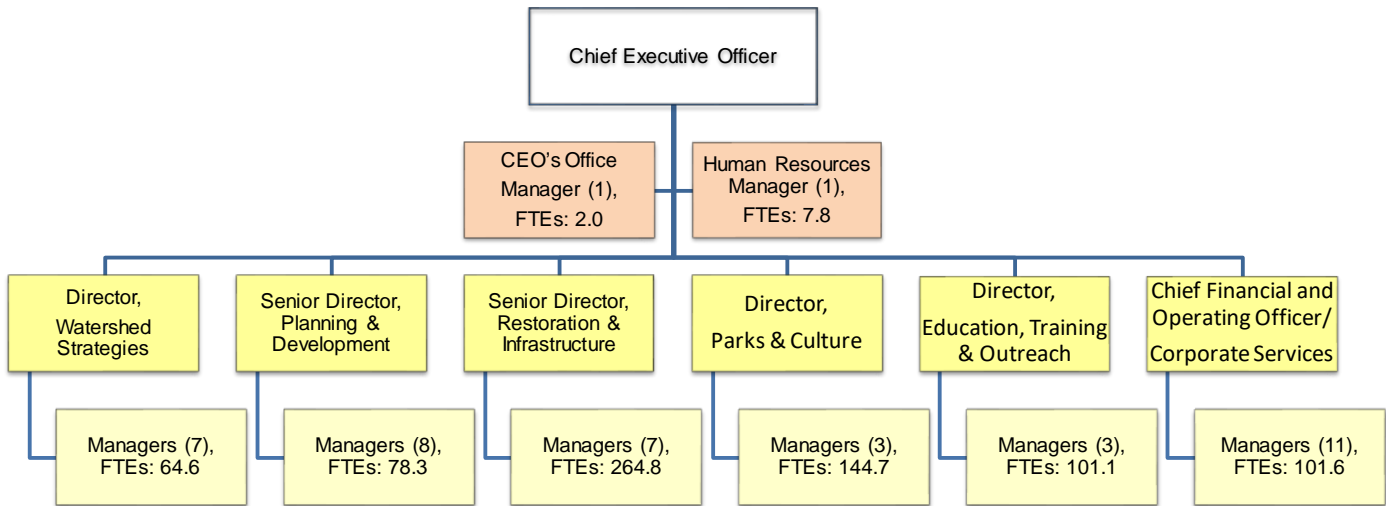 Chief Executive Officer
CEO's Office
Manager (1),
FTEs: 2.0
Human Resources
Manager (1),
FTEs: 7.8
Director,
Watershed
Strategies
Senior Director,
Planning &
Development
Senior Director,
Restoration &
Infrastructure
Director,
Parks & Culture
Director,
Education, Training
& Outreach
Chief Financial and
Operating Officer/
Corporate Services
Managers (7),
FTEs: 64.6
Managers (8),
FTEs: 78.3
Managers (7),
FTEs: 264.8
Managers (3),
FTEs: 144.7
Managers (3),
FTEs: 101.1
Managers (11),
FTEs: 101.6